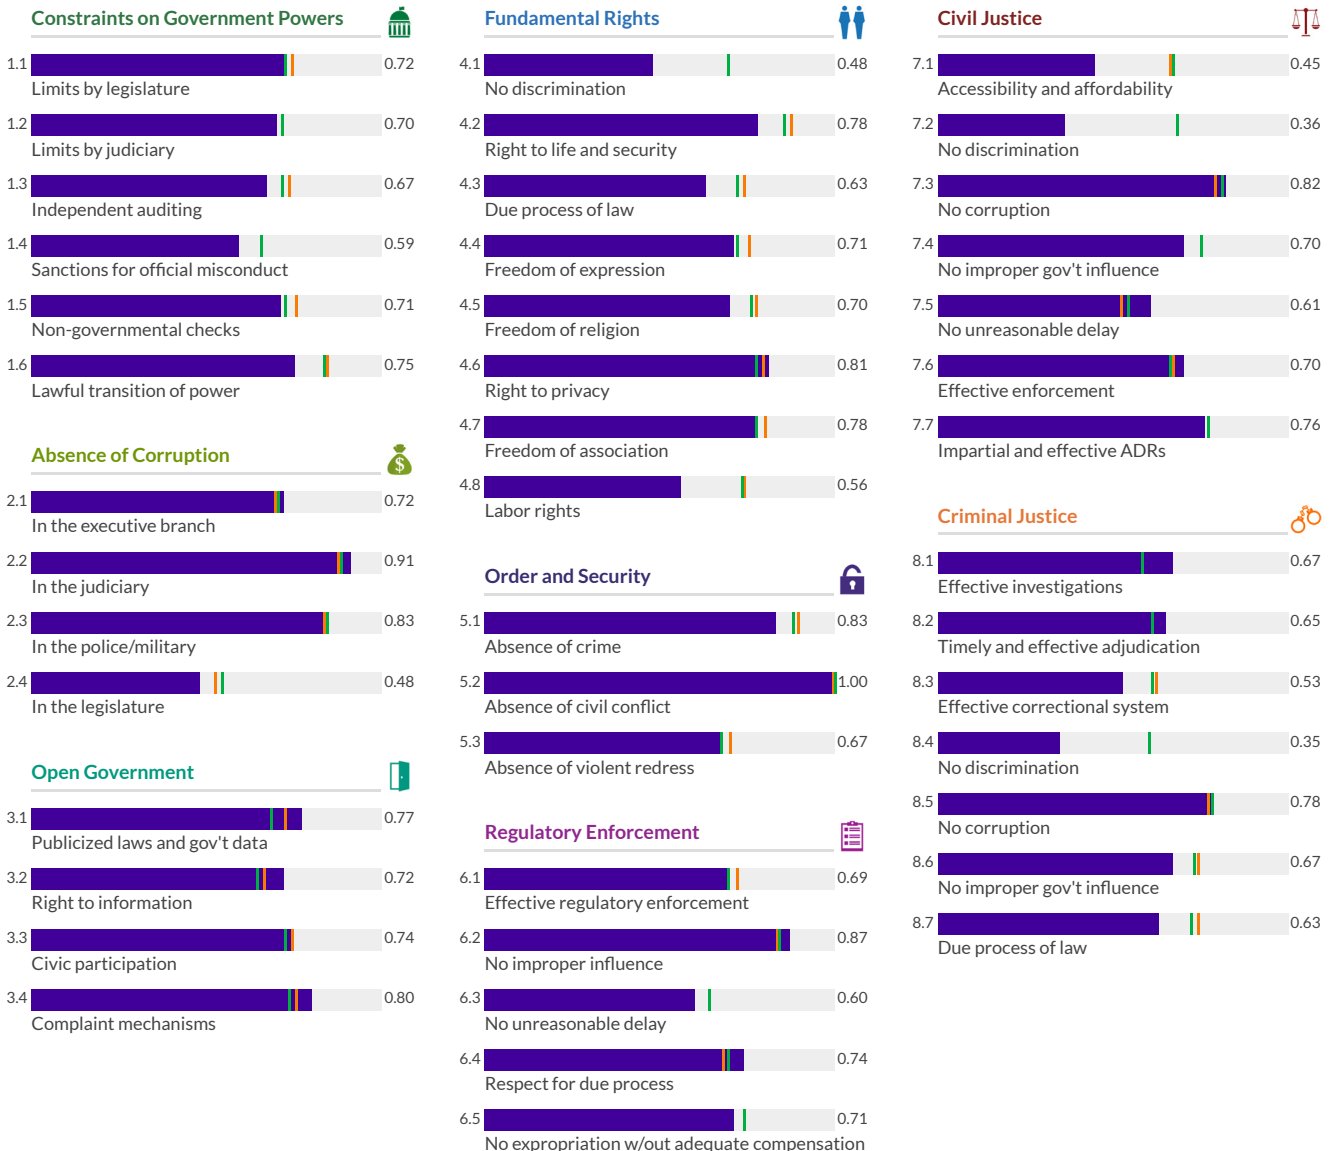 Constraints on Government Powers
1.1 0.72
Limits by legislature
1.2 0.70
Limits by judiciary
1.3 0.67
Independent auditing
1.4 0.59
Sanctions for official misconduct
1.5 0.71
Non-governmental checks
1.6 0.75
Lawful transition of power
Absence of Corruption
$
2.1 0.72
In the executive branch
2.2 0.91
In the judiciary
2.3 0.83
In the police/military
2.4 0.48
In the legislature
Open Government
3.1 0.77
Publicized laws and gov't data
3.2 0.72
Right to information
3.3 0.74
Civic participation
3.4 0.80
Complaint mechanisms
Fundamental Rights
4.1 0.48
No discrimination
4.2 0.78
Right to life and security
4.3 0.63
Due process of law
4.4 0.71
Freedom of expression
4.5 0.70
Freedom of religion
4.6 0.81
Right to privacy
4.7 0.78
Freedom of association
4.8 0.56
Labor rights
Order and Security
5.1 0.83
Absence of crime
5.2 1.00
Absence of civil conflict
5.3 0.67
Absence of violent redress
Regulatory Enforcement
6.1 0.69
Effective regulatory enforcement
6.2 0.87
No improper influence
6.3 0.60
No unreasonable delay
6.4 0.74
Respect for due process
6.5 0.71
No expropriation w/out adequate compensation
Civil Justice
7.1 0.45
Accessibility and affordability
7.2 0.36
No discrimination
7.3 0.82
No corruption
7.4 0.70
No improper gov't influence
7.5 0.61
No unreasonable delay
7.6 0.70
Effective enforcement
7.7 0.76
Impartial and effective ADRs
Criminal Justice
8.1 0.67
Effective investigations
8.2 0.65
Timely and effective adjudication
8.3 0.53
Effective correctional system
8.4 0.35
No discrimination
8.5 0.78
No corruption
8.6 0.67
No improper gov't influence
8.7 0.63
Due process of law